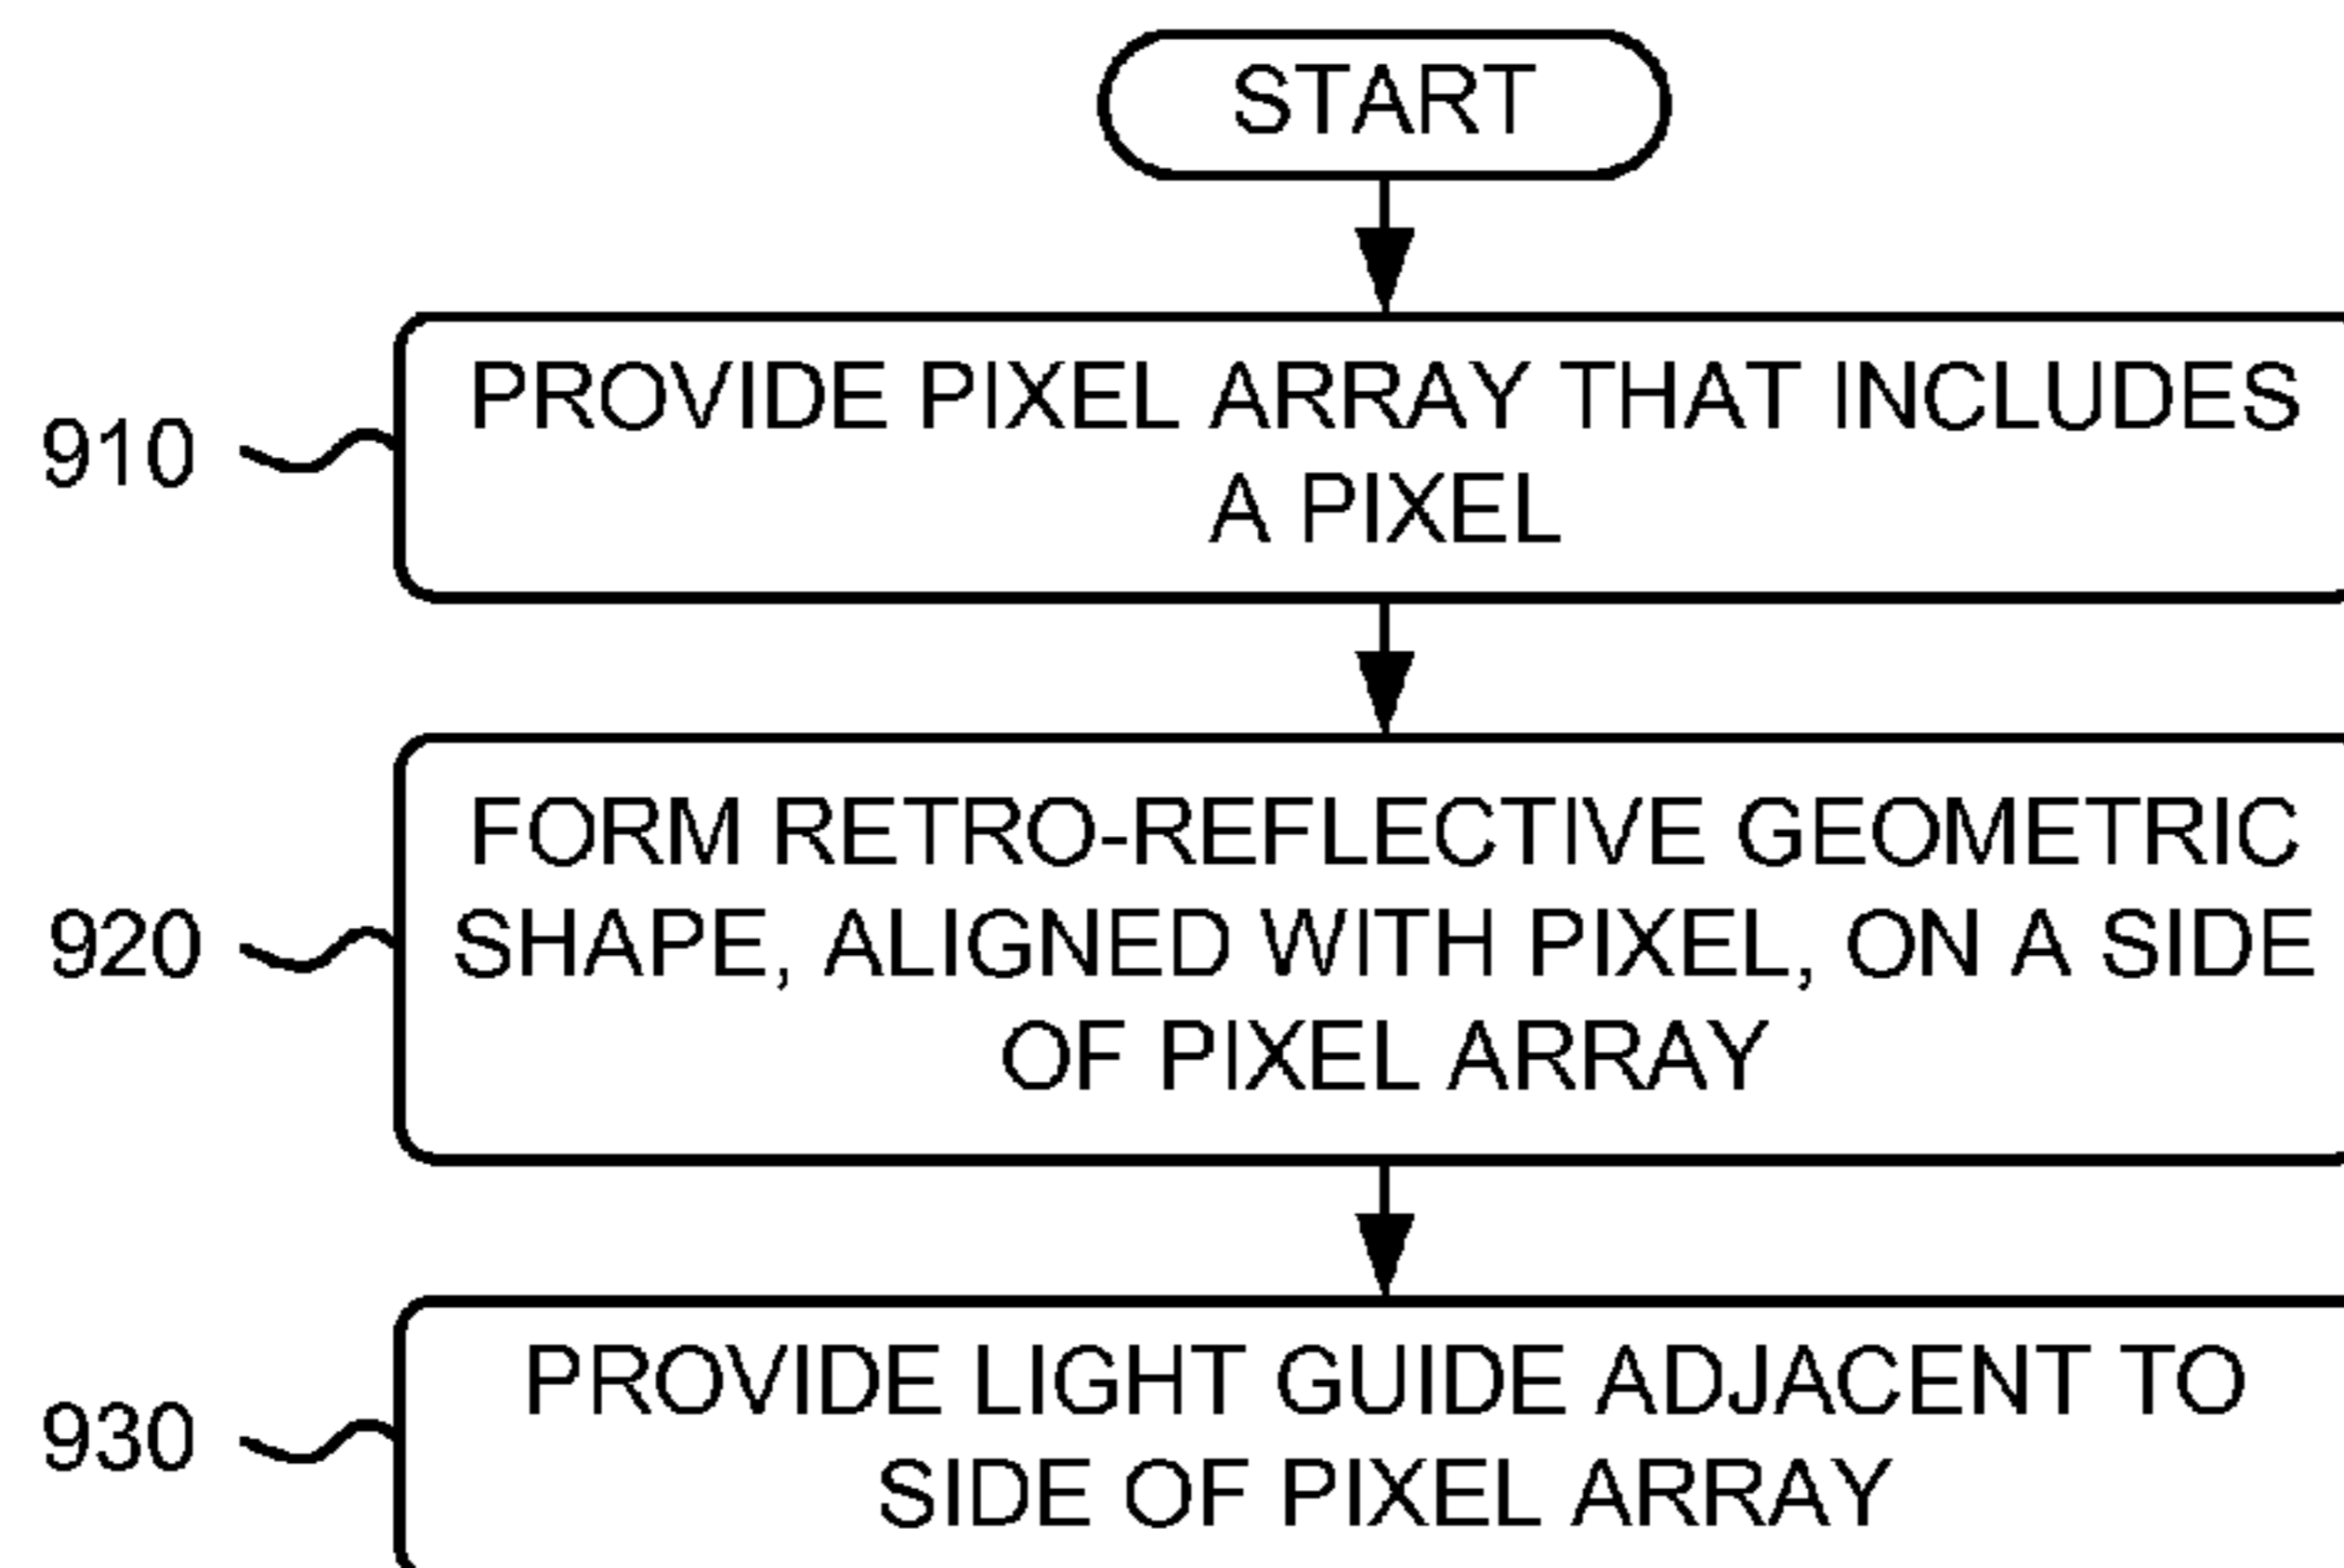 START
910
PROVIDE PIXEL ARRAY THAT INCLUDES
A PIXEL
920
FORM RETRO-REFLECTIVE GEOMETRIC
SHAPE, ALIGNED WITH PIXEL, ON A SIDE
OF PIXEL ARRAY
930
PROVIDE LIGHT GUIDE ADJACENT TO
SIDE OF PIXEL ARRAY